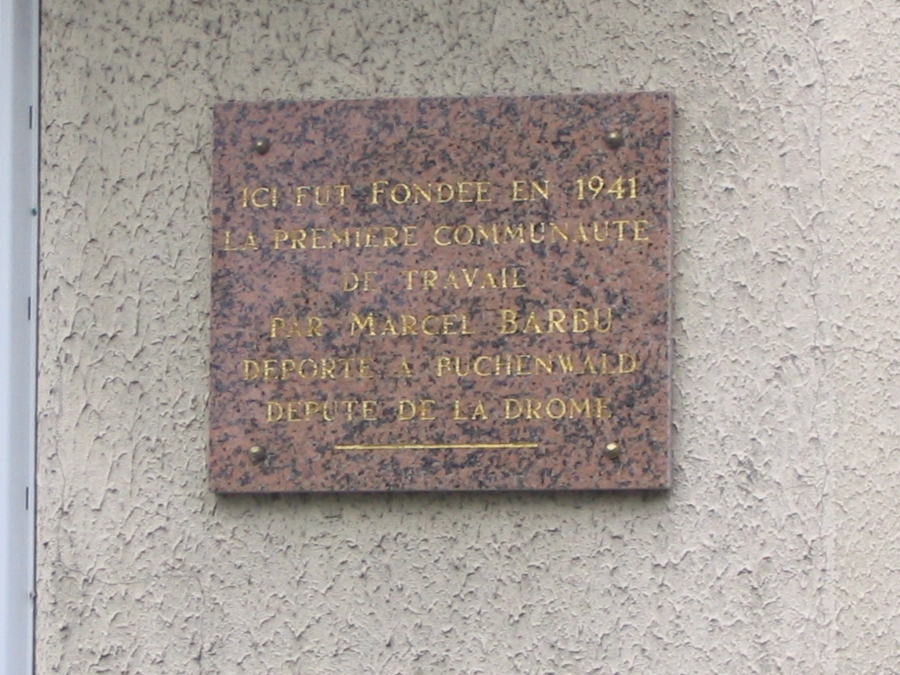 ICI FUT FONDEE EN 1941
LA PREMIERE COMMUNAUTE
DE TRAVAIL
PAR MARCEL BARBU
DEPORTE A BUCHENWALD
DEPUTE DE LA DROME